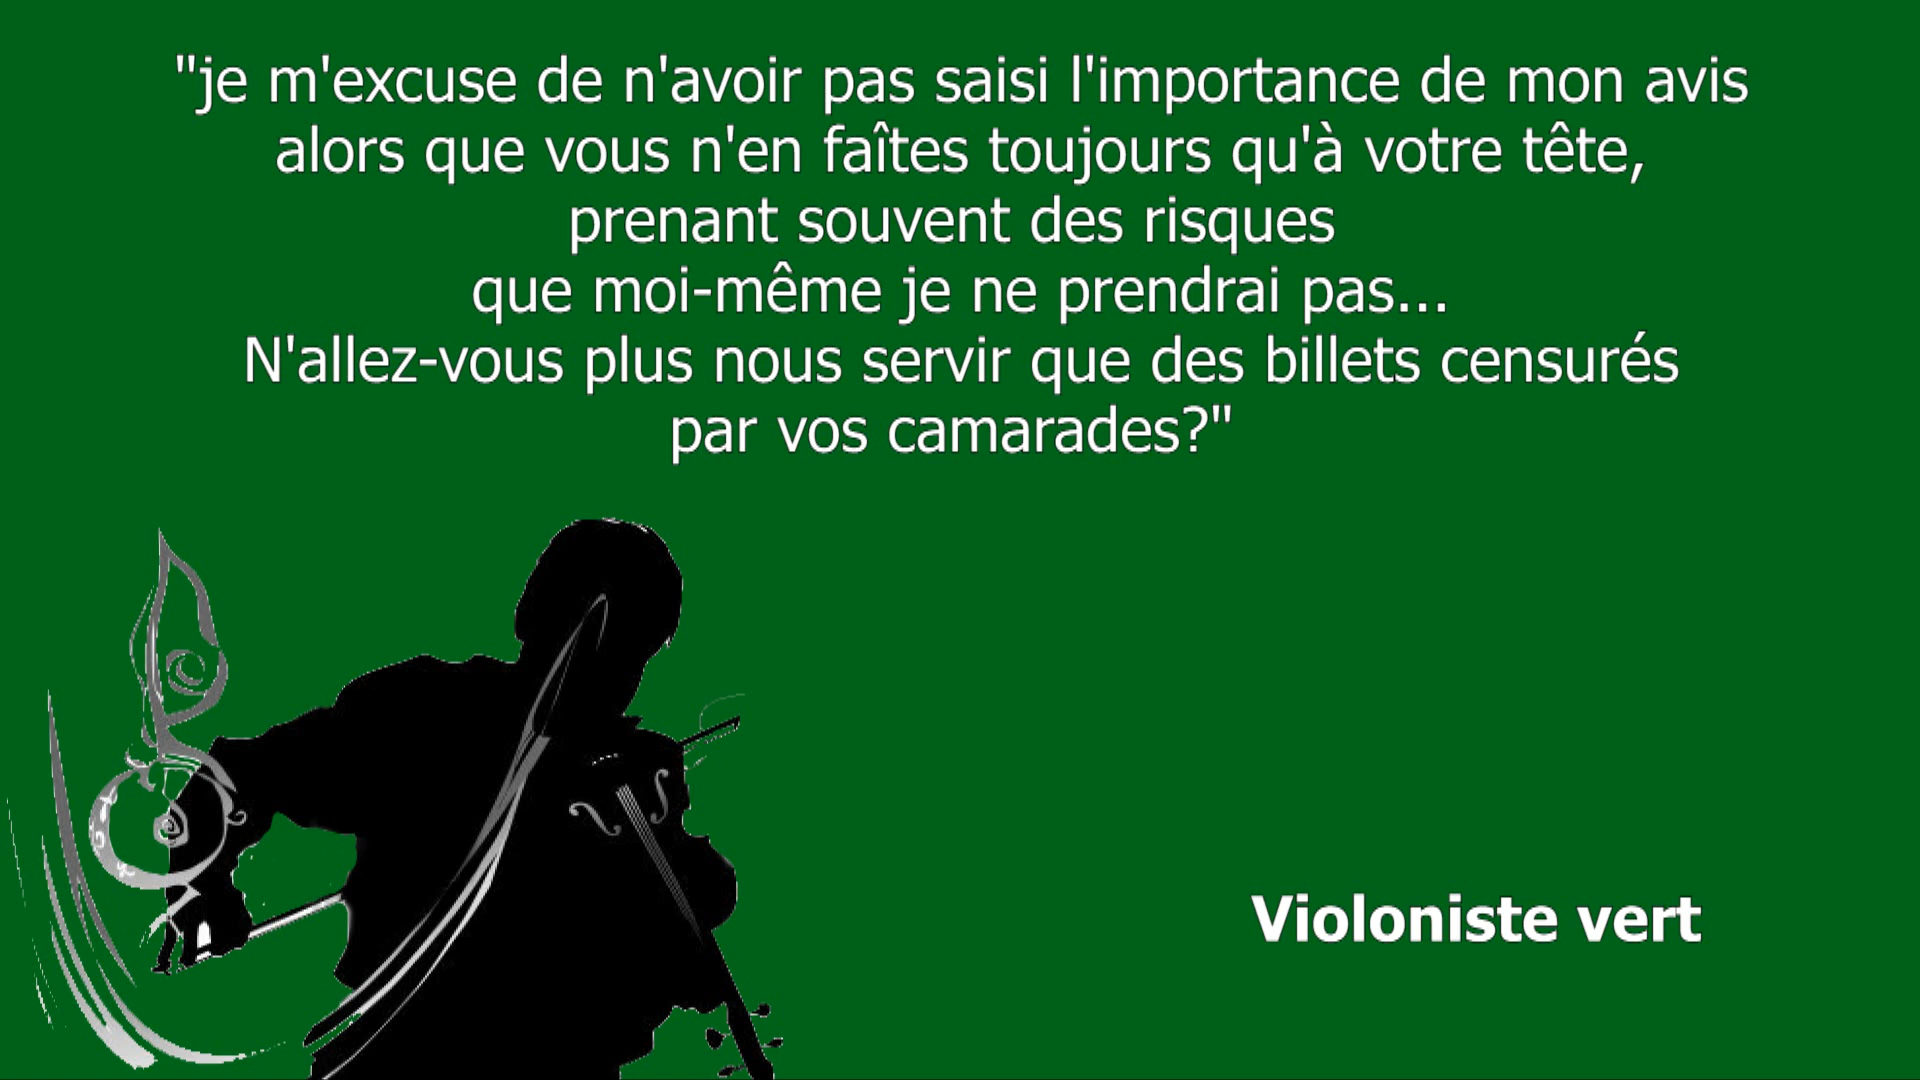 "je m'excuse de n'avoir pas saisi l'importance de mon avis
alors que vous n'en faîtes toujours qu'à votre tête,
prenant souvent des risques
que moi-même je ne prendrai pas...
N'allez-vous plus nous servir que des billets censurés
par vos camarades?"
Violoniste vert